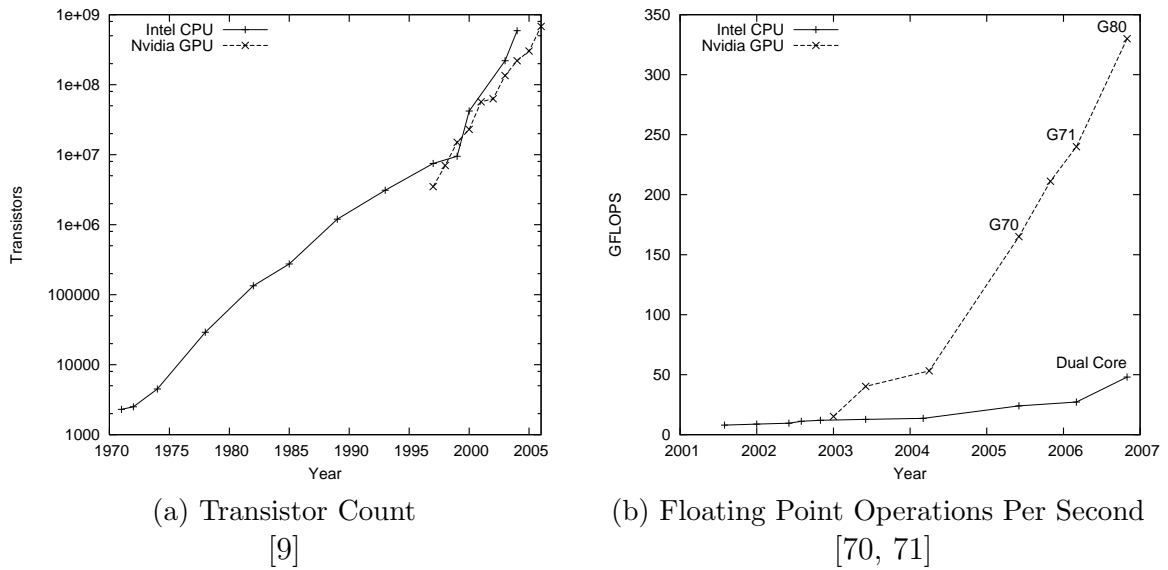 1e+09
1e+08
1e+07
1e+06
100000
10000
1000
Transistors
Intel CPU
Nvidia GPU
1970 1975 1980 1985 1990 1995 2000 2005
Year
(a) Transistor Count
[9]
350
300
250
200
150
100
50
0
GFLOPS
Intel CPU
Nvidia GPU
G80
G71
G70
Dual Core
2001 2002 2003 2004 2005 2006 2007
Year
(b) Floating Point Operations Per Second
[70, 71]